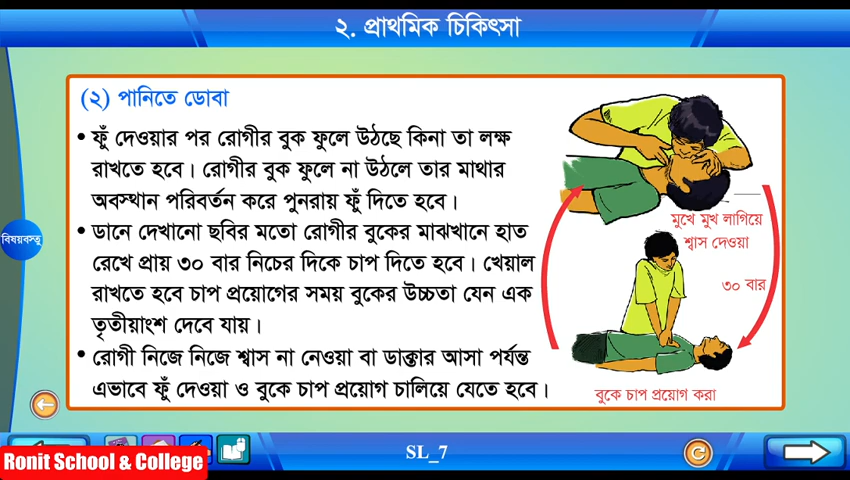 ২. প্রাথমিক চিকিৎসা
(২) পানিতে ডোবা
• ফুঁ দেওয়ার পর রোগীর বুক ফুলে উঠছে কিনা তা লক্ষ
রাখতে হবে। রোগীর বুক ফুলে না উঠলে তার মাথার
অবস্থান পরিবর্তন করে পুনরায় ফুঁ দিতে হবে।
• ডানে দেখানো ছবির মতো রোগীর বুকের মাঝখানে হাত
রেখে প্রায় ৩০ বার নিচের দিকে চাপ দিতে হবে। খেয়াল
রাখতে হবে চাপ প্রয়োগের সময় বুকের উচ্চতা যেন এক
তৃতীয়াংশ দেবে যায়।
• রোগী নিজে নিজে শ্বাস না নেওয়া বা ডাক্তার আসা পর্যন্ত
এভাবে ফুঁ দেওয়া ও বুকে চাপ প্রয়োগ চালিয়ে যেতে হবে।
মুখে মুখ লাগিয়ে
শ্বাস দেওয়া
৩০ বার
বুকে চাপ প্রয়োগ করা
বিষয়বস্তু
SL_7
Ronit School & College